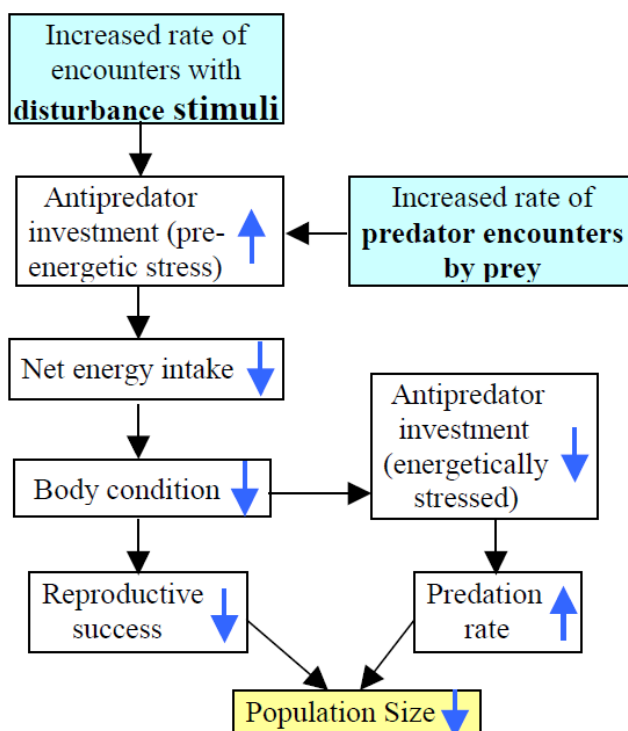 Increased rate of
encounters with
disturbance stimuli
Antipredator
investment (pre-
energetic stress)
Increased rate of
predator encounters
by prey
Net energy intake
Antipredator
investment
(energetically
stressed)
Body condition
Reproductive
success
Predation
rate
Population Size